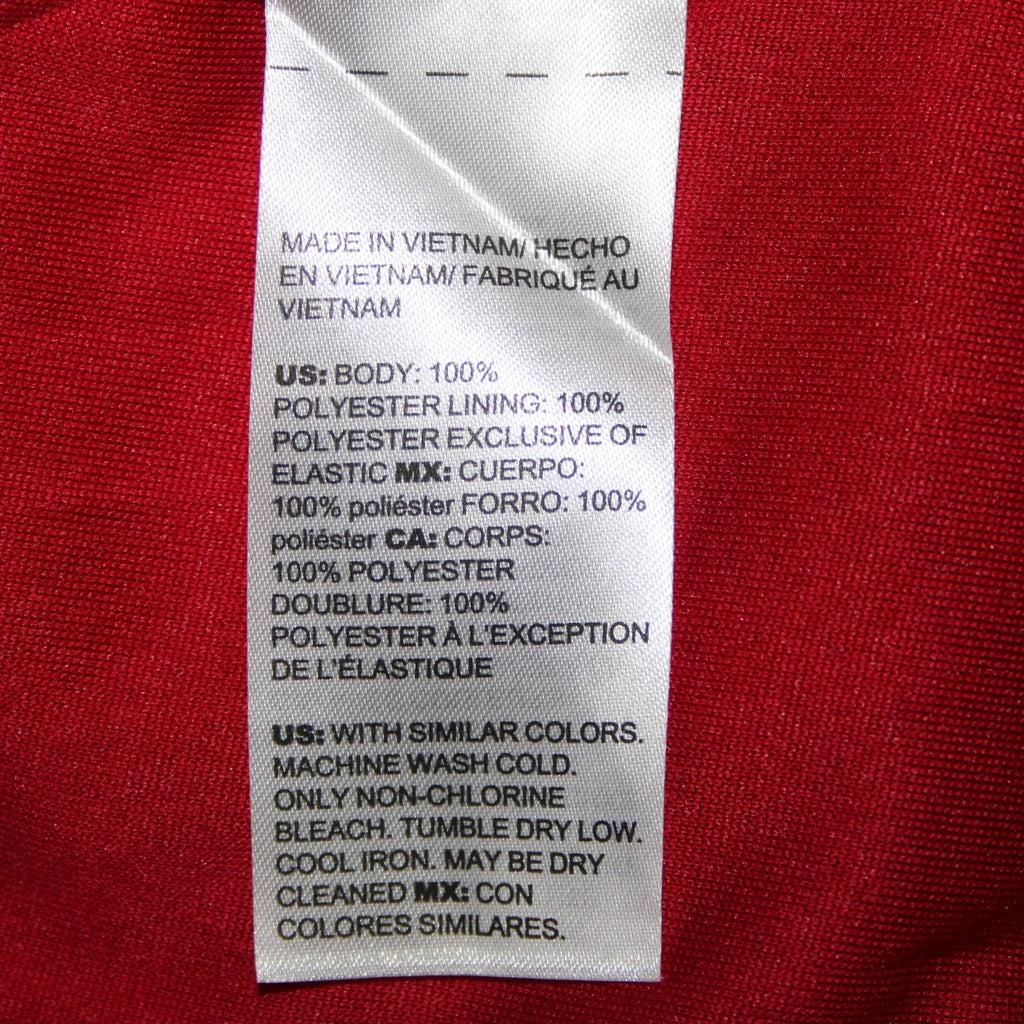 MADE IN VIETNAM/ HECHO
EN VIETNAM/ FABRIQUÉ AU
VIETNAM
US: BODY: 100%
POLYESTER LINING: 100%
POLYESTER EXCLUSIVE OF
ELASTIC MX: CUERPO:
100% poliéster FORRO: 100%
poliéster CA: CORPS:
100% POLYESTER
DOUBLURE: 100%
POLYESTER À L'EXCEPTION
DE L'ÉLASTIQUE
US: WITH SIMILAR COLORS.
MACHINE WASH COLD.
ONLY NON-CHLORINE
BLEACH. TUMBLE DRY LOW.
COOL IRON. MAY BE DRY
CLEANED MX: CON
COLORES SIMILARES.